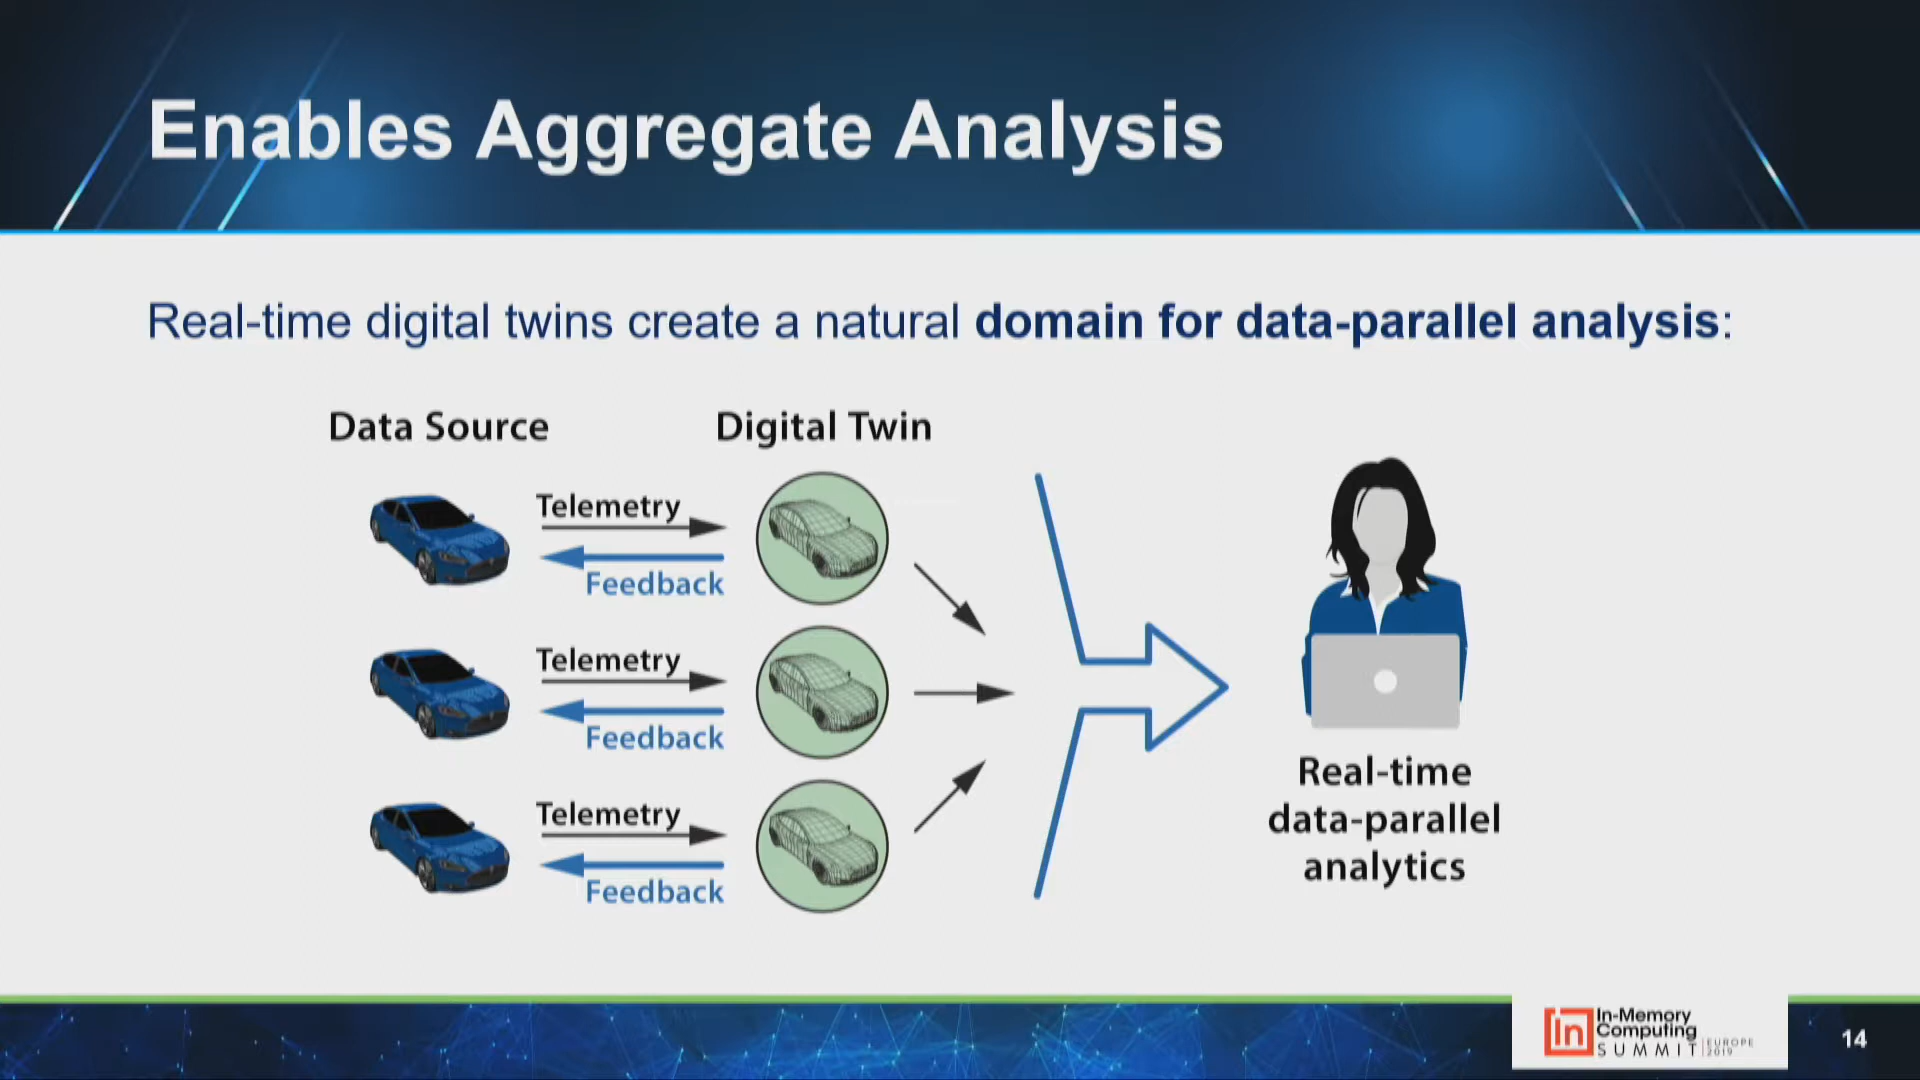 Enables Aggregate Analysis
Real-time digital twins create a natural domain for data-parallel analysis:
Data Source
Digital Twin
Telemetry
Feedback
Telemetry
Feedback
Telemetry
Feedback
Real-time
data-parallel
analytics
in
In-Memory
Computing
SUMMIT
EUROPE
2019
14